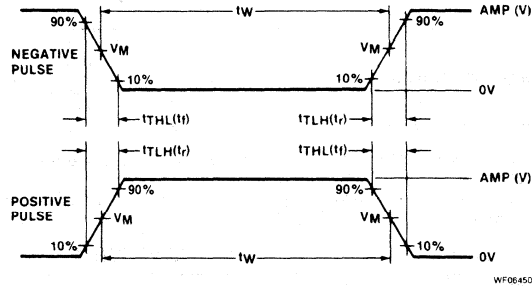 90%
tW
90%
AMP (V)
NEGATIVE
PULSE
VM
VM
10%
10%
0V
tTHL(tf)
tTLH(tr)
tTLH(tr)
tTHL(tf)
AMP (V)
POSITIVE
PULSE
90%
90%
VM
VM
10%
tW
10%
0V
WF06450